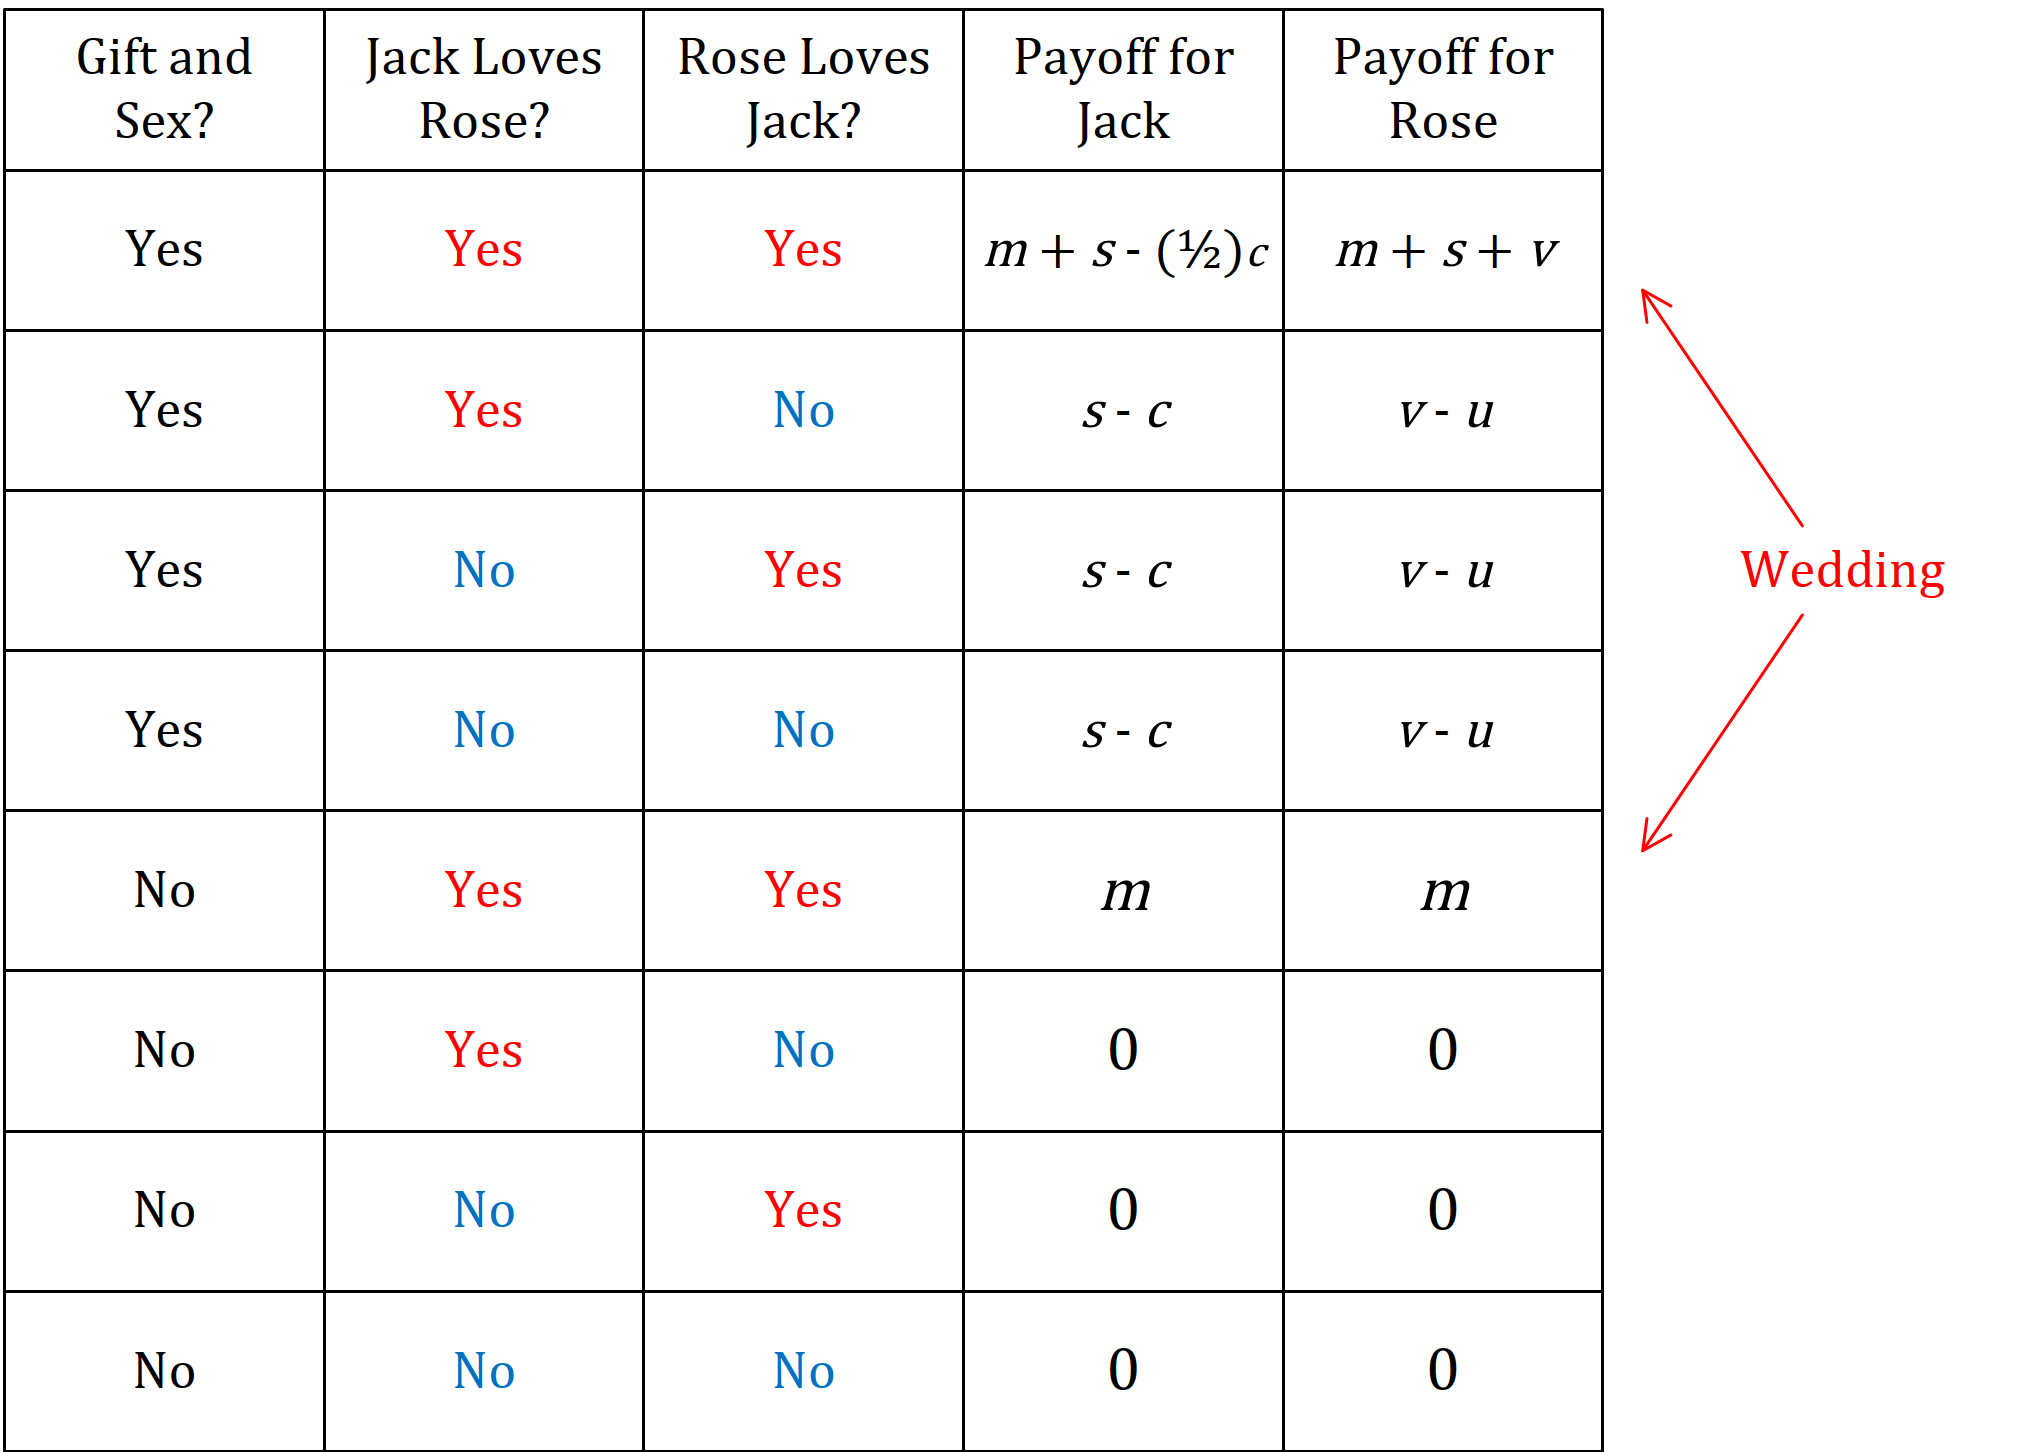 Gift and Sex? Jack Loves Rose? Rose Loves Jack? Payoff for Jack Payoff for Rose
Yes Yes Yes m + s - (½)c m + s + v
Yes Yes No s - c v - u
Yes No Yes s - c v - u
Wedding
Yes No No s - c v - u
No Yes Yes m m
No Yes No 0 0
No No Yes 0 0
No No No 0 0